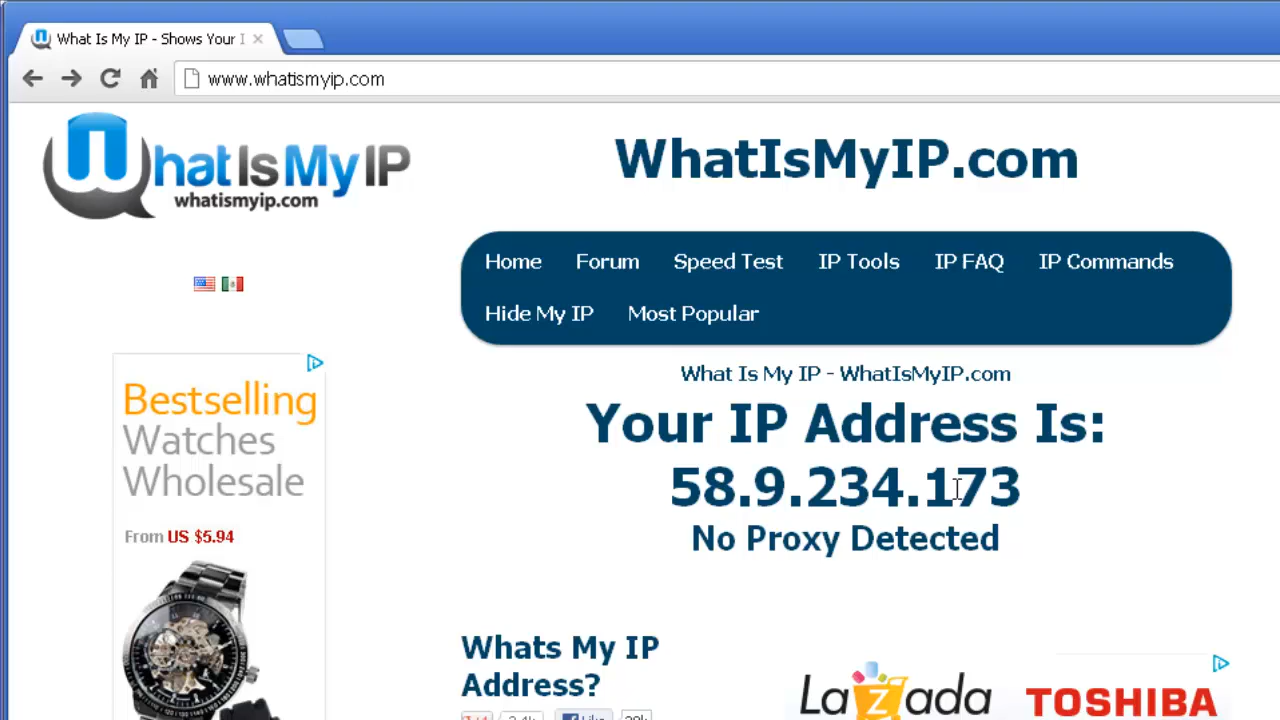 What Is My IP - Shows Your I
www.whatismyip.com
WhatIsMyIP
whatismyip.com
WhatIsMyIP.com
Home Forum Speed Test IP Tools IP FAQ IP Commands
Hide My IP Most Popular
What Is My IP - WhatIsMyIP.com
Your IP Address Is:
58.9.234.173
No Proxy Detected
Bestselling
Watches
Wholesale
From US $5.94
Whats My IP
Address?
Lazada TOSHIBA
Like